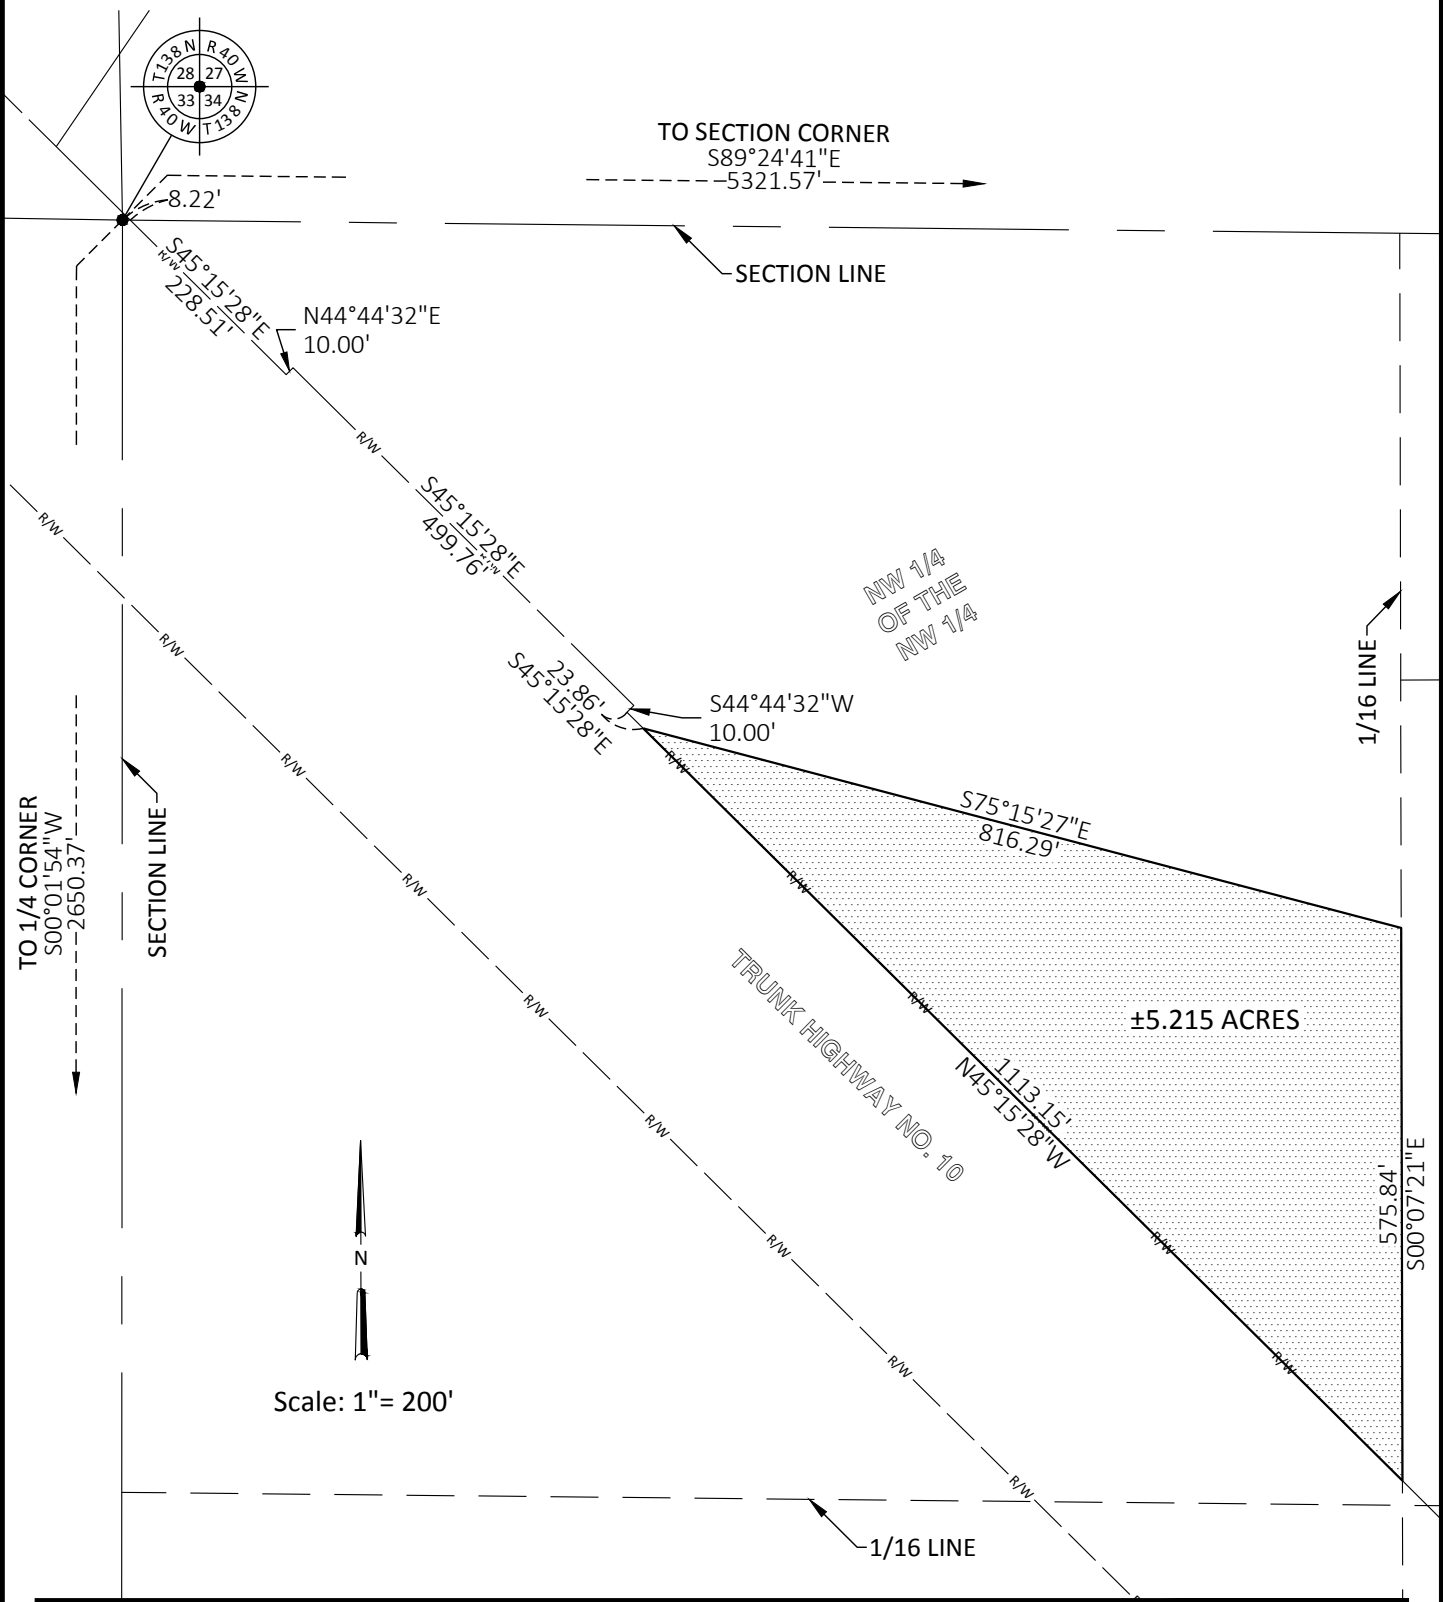 T138N R40W
28 27
33 34
R40W T138N
TO SECTION CORNER
S89°24'41"E
5321.57'
8.22'
SECTION LINE
S45°15'28"E
R/W
228.51'
N44°44'32"E
10.00'
R/W
S45°15'28"E
R/W
499.76'
R/W
NW 1/4
OF THE
NW 1/4
1/16 LINE
R/W
23.86'
S45°15'28"E
S44°44'32"W
10.00'
R/W
R/W
S75°15'27"E
816.29'
TO 1/4 CORNER
S00°01'54"W
2650.37'
SECTION LINE
R/W
R/W
TRUNK HIGHWAY NO. 10
R/W
R/W
±5.215 ACRES
1113.15'
N45°15'28"W
R/W
575.84'
S00°07'21"E
R/W
R/W
N
R/W
R/W
Scale: 1"= 200'
R/W
1/16 LINE